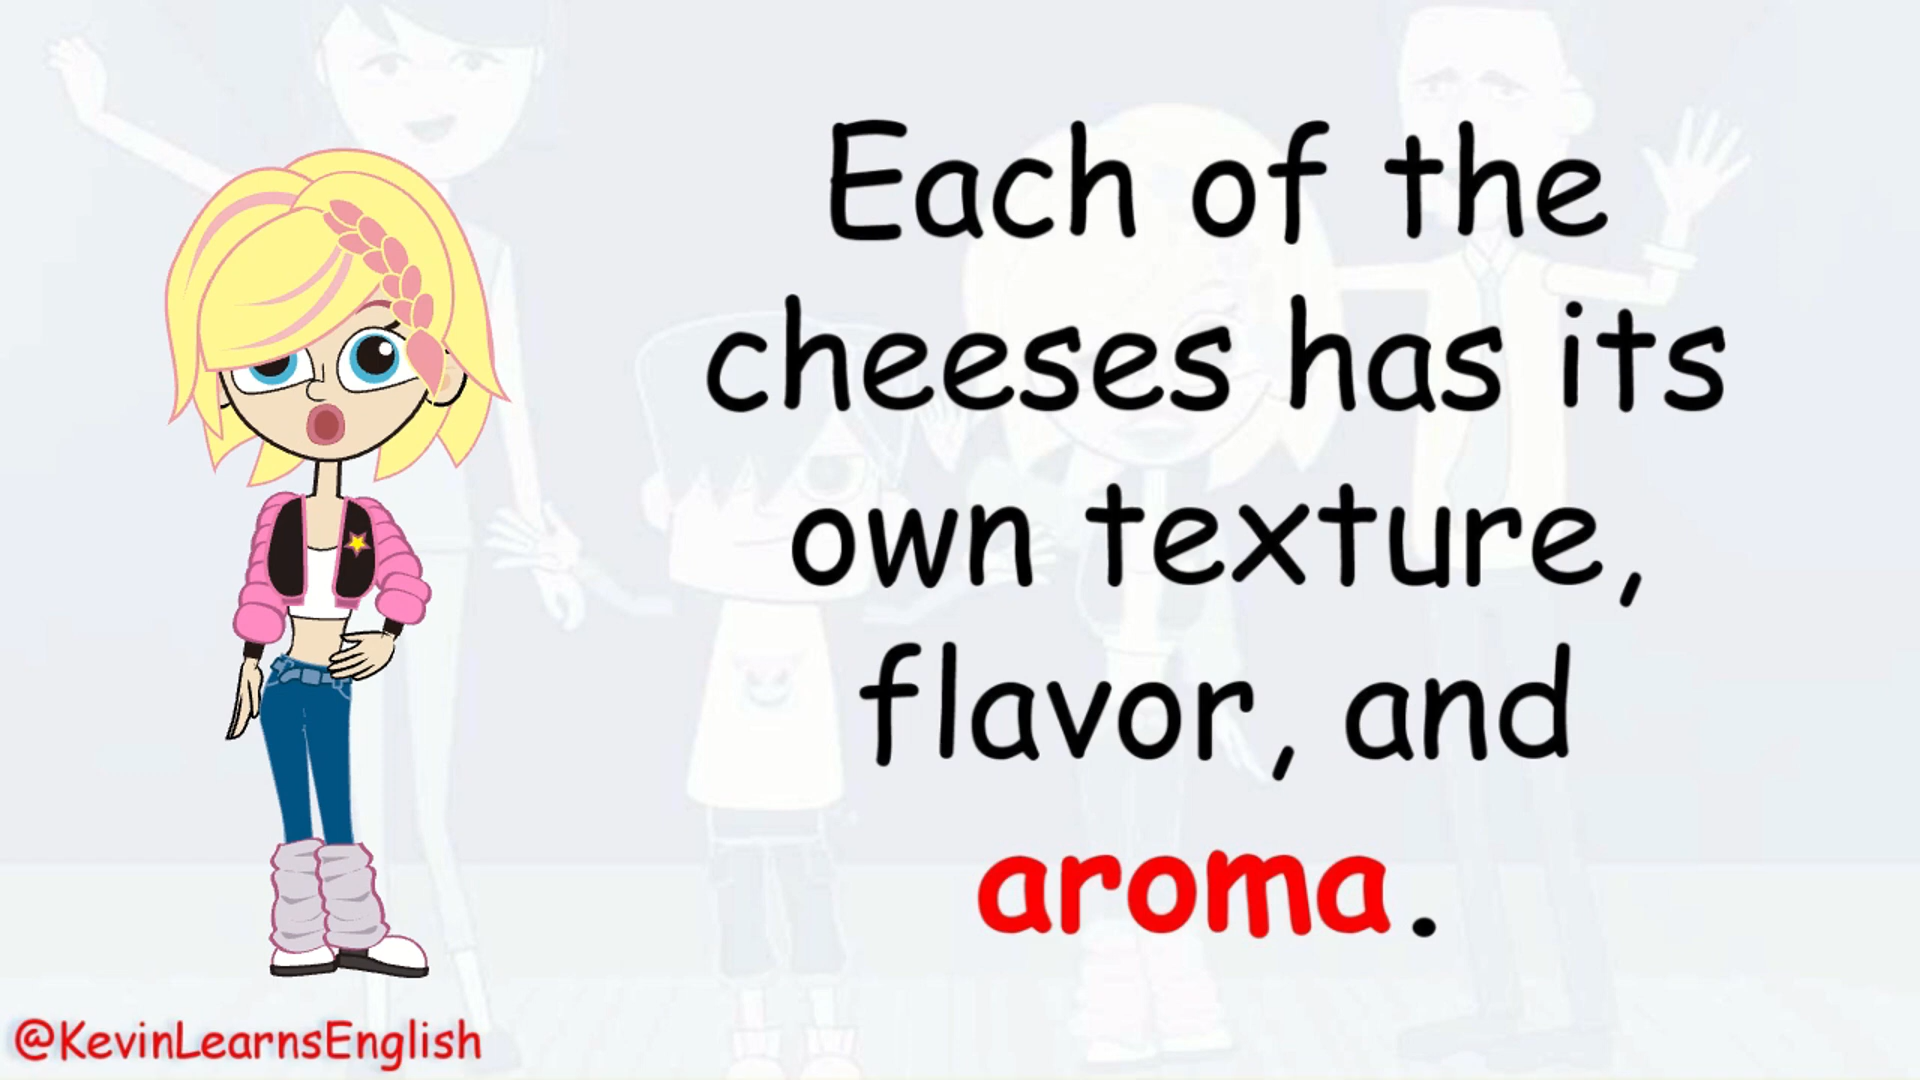 Each of the
cheeses has its
own texture,
flavor, and
aroma.
@KevinLearnsEnglish